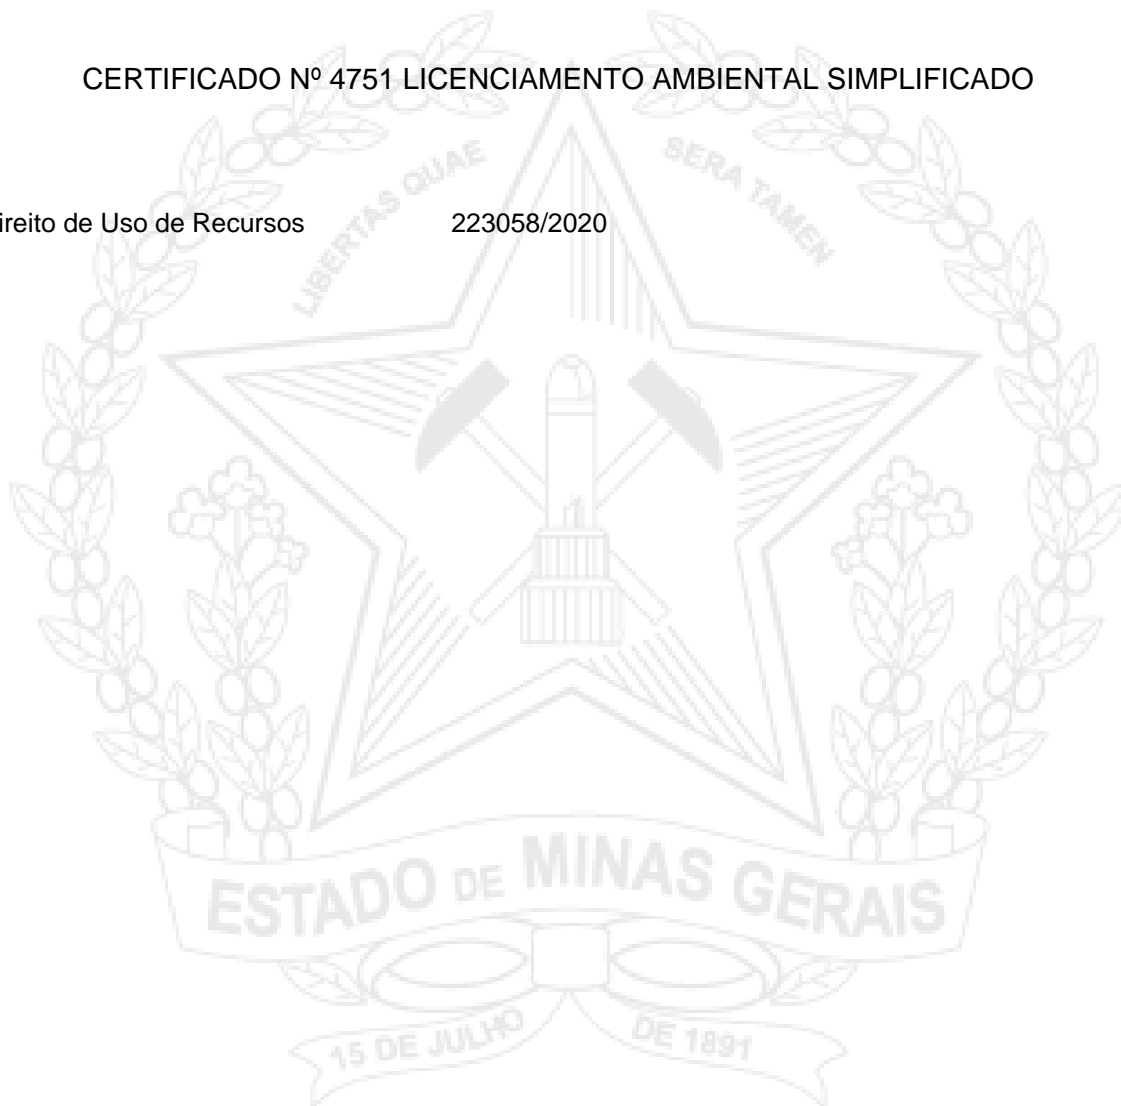 CERTIFICADO Nº 4751 LICENCIAMENTO AMBIENTAL SIMPLIFICADO
LIBERTAS QUAE SERA TAMEN
ireito de Uso de Recursos 223058/2020
ESTADO DE MINAS GERAIS
15 DE JULHO DE 1891